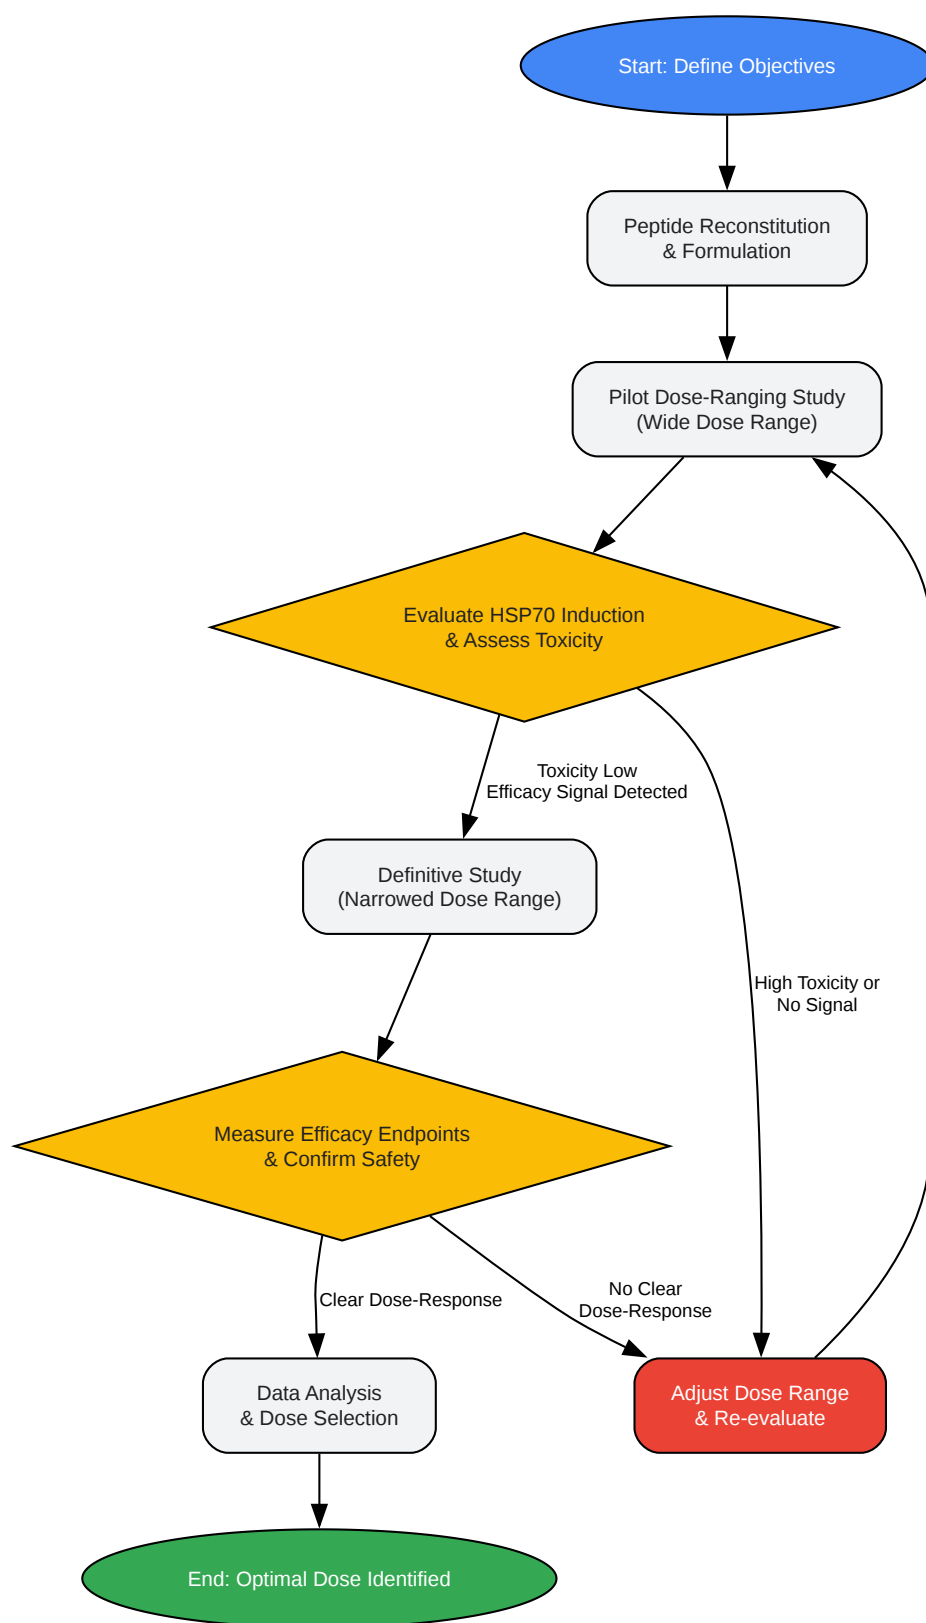 Start: Define Objectives
Peptide Reconstitution
& Formulation
Pilot Dose-Ranging Study
(Wide Dose Range)
Evaluate HSP70 Induction
& Assess Toxicity
Toxicity Low
Efficacy Signal Detected
Definitive Study
(Narrowed Dose Range)
High Toxicity or
No Signal
Measure Efficacy Endpoints
& Confirm Safety
Clear Dose-Response
No Clear
Dose-Response
Data Analysis
& Dose Selection
Adjust Dose Range
& Re-evaluate
End: Optimal Dose Identified